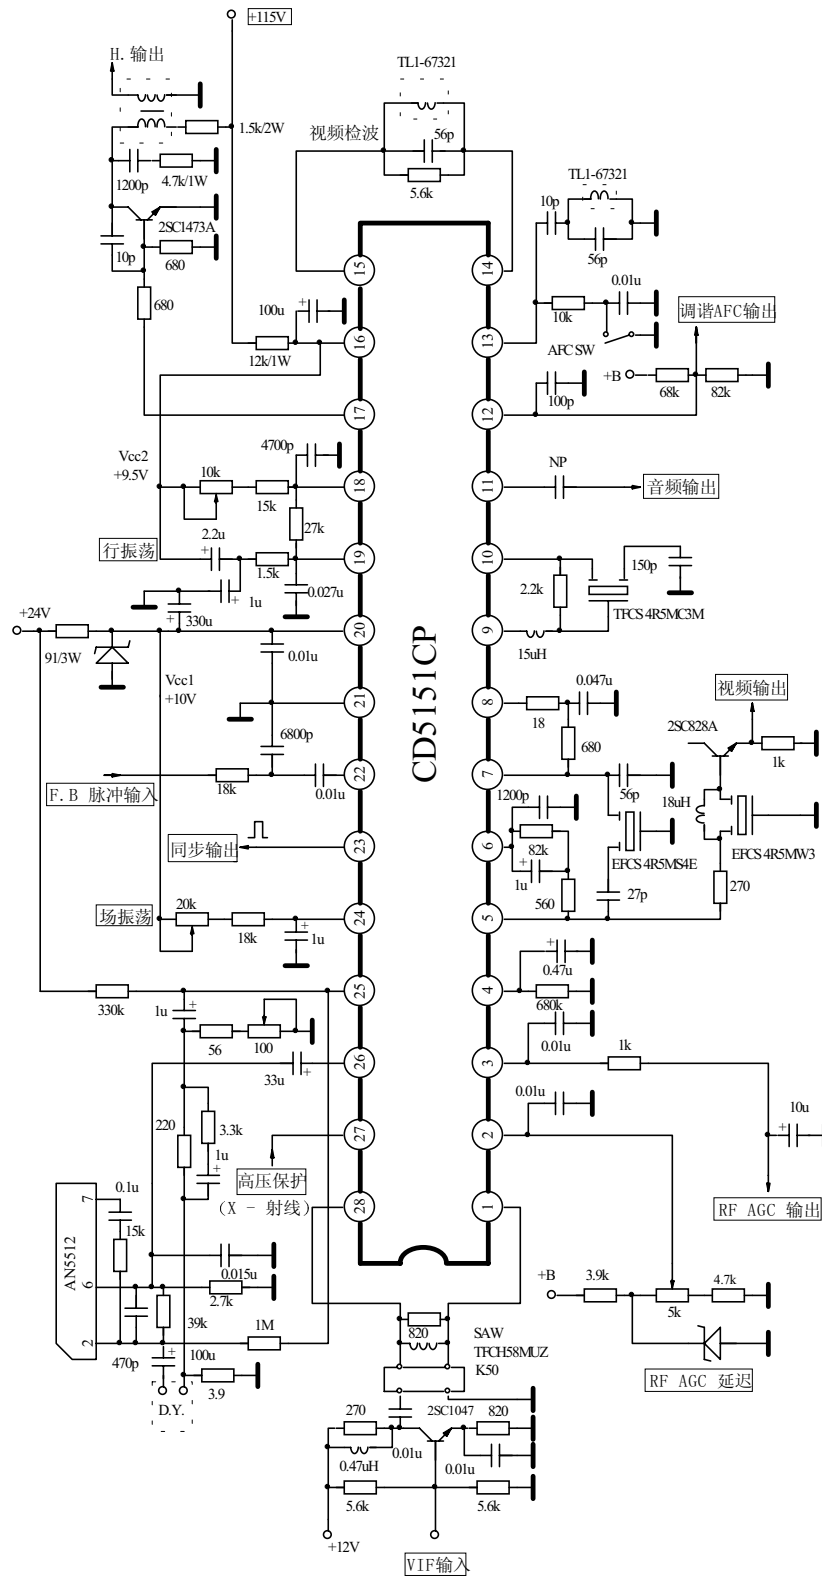 +115V
H.输出
TL1-67321
1.5k/2W
视频检波
56p
5.6k
1200p
4.7k/1W
TL1-67321
10p
2SC1473A
56p
10p
680
15
14
0.01u
680
100u
10k
调谐AFC输出
16
13
AFC SW
12k/1W
+B
68k
82k
100p
17
12
4700p
Vcc2
+9.5V
10k
NP
18
11
音频输出
15k
27k
2.2u
行振荡
19
10
150p
1.5k
2.2k
0.027u
1u
TFCS 4R5MC3M
330u
+24V
20
9
91/3W
15uH
0.01u
CD5151CP
Vcc1
+10V
0.047u
视频输出
21
8
18
2SC828A
6800p
680
1k
22
7
18k
0.01u
56p
F.B 脉冲输入
1200p
18uH
同步输出
23
6
82k
EFCS 4R5MS4E
EFCS 4R5MW3
1u
20k
27p
270
场振荡
560
24
5
18k
1u
0.47u
25
4
330k
1u
680k
56
100
0.01u
1k
26
3
33u
0.01u
10u
220
3.3k
27
2
1u
高压保护
(X - 射线)
0.1u
7
28
1
RF AGC 输出
15k
AN5512
0.015u
+B
3.9k
4.7k
6
2.7k
5k
39k
1M
820
SAW
TFCH58MUZ
K50
2
470p
100u
3.9
RF AGC 延迟
D.Y.
270
2SC1047
820
0.01u
0.47uH
0.01u
5.6k
5.6k
+12V
VIF输入